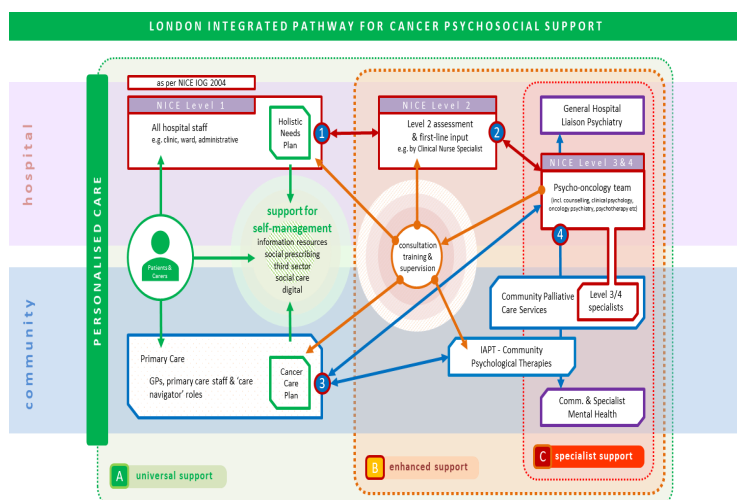 LONDON INTEGRATED PATHWAY FOR CANCER PSYCHOSOCIAL SUPPORT
as per NICE IOG 2004
NICE Level 1
All hospital staff
e.g. clinic, ward, administrative
Holistic
Needs
Plan
1
NICE Level 2
Level 2 assessment
& first-line input
e.g. by Clinical Nurse Specialist
2
General Hospital
Liaison Psychiatry
NICE Level 3&4
Psycho-oncology team
[incl. counselling, clinical psychology,
oncology psychiatry, psychotherapy etc]
4
hospital
community
PERSONALISED CARE
Patients &
Carers
support for
self-management
information resources
social prescribing
third sector
social care
digital
consultation
training &
supervision
Community Palliative
Care Services
Level 3/4
specialists
Primary Care
GPs, primary care staff & 'care
navigator' roles
Cancer
Care
Plan
3
IAPT - Community
Psychological Therapies
Comm. & Specialist
Mental Health
A universal support
B enhanced support
C specialist support